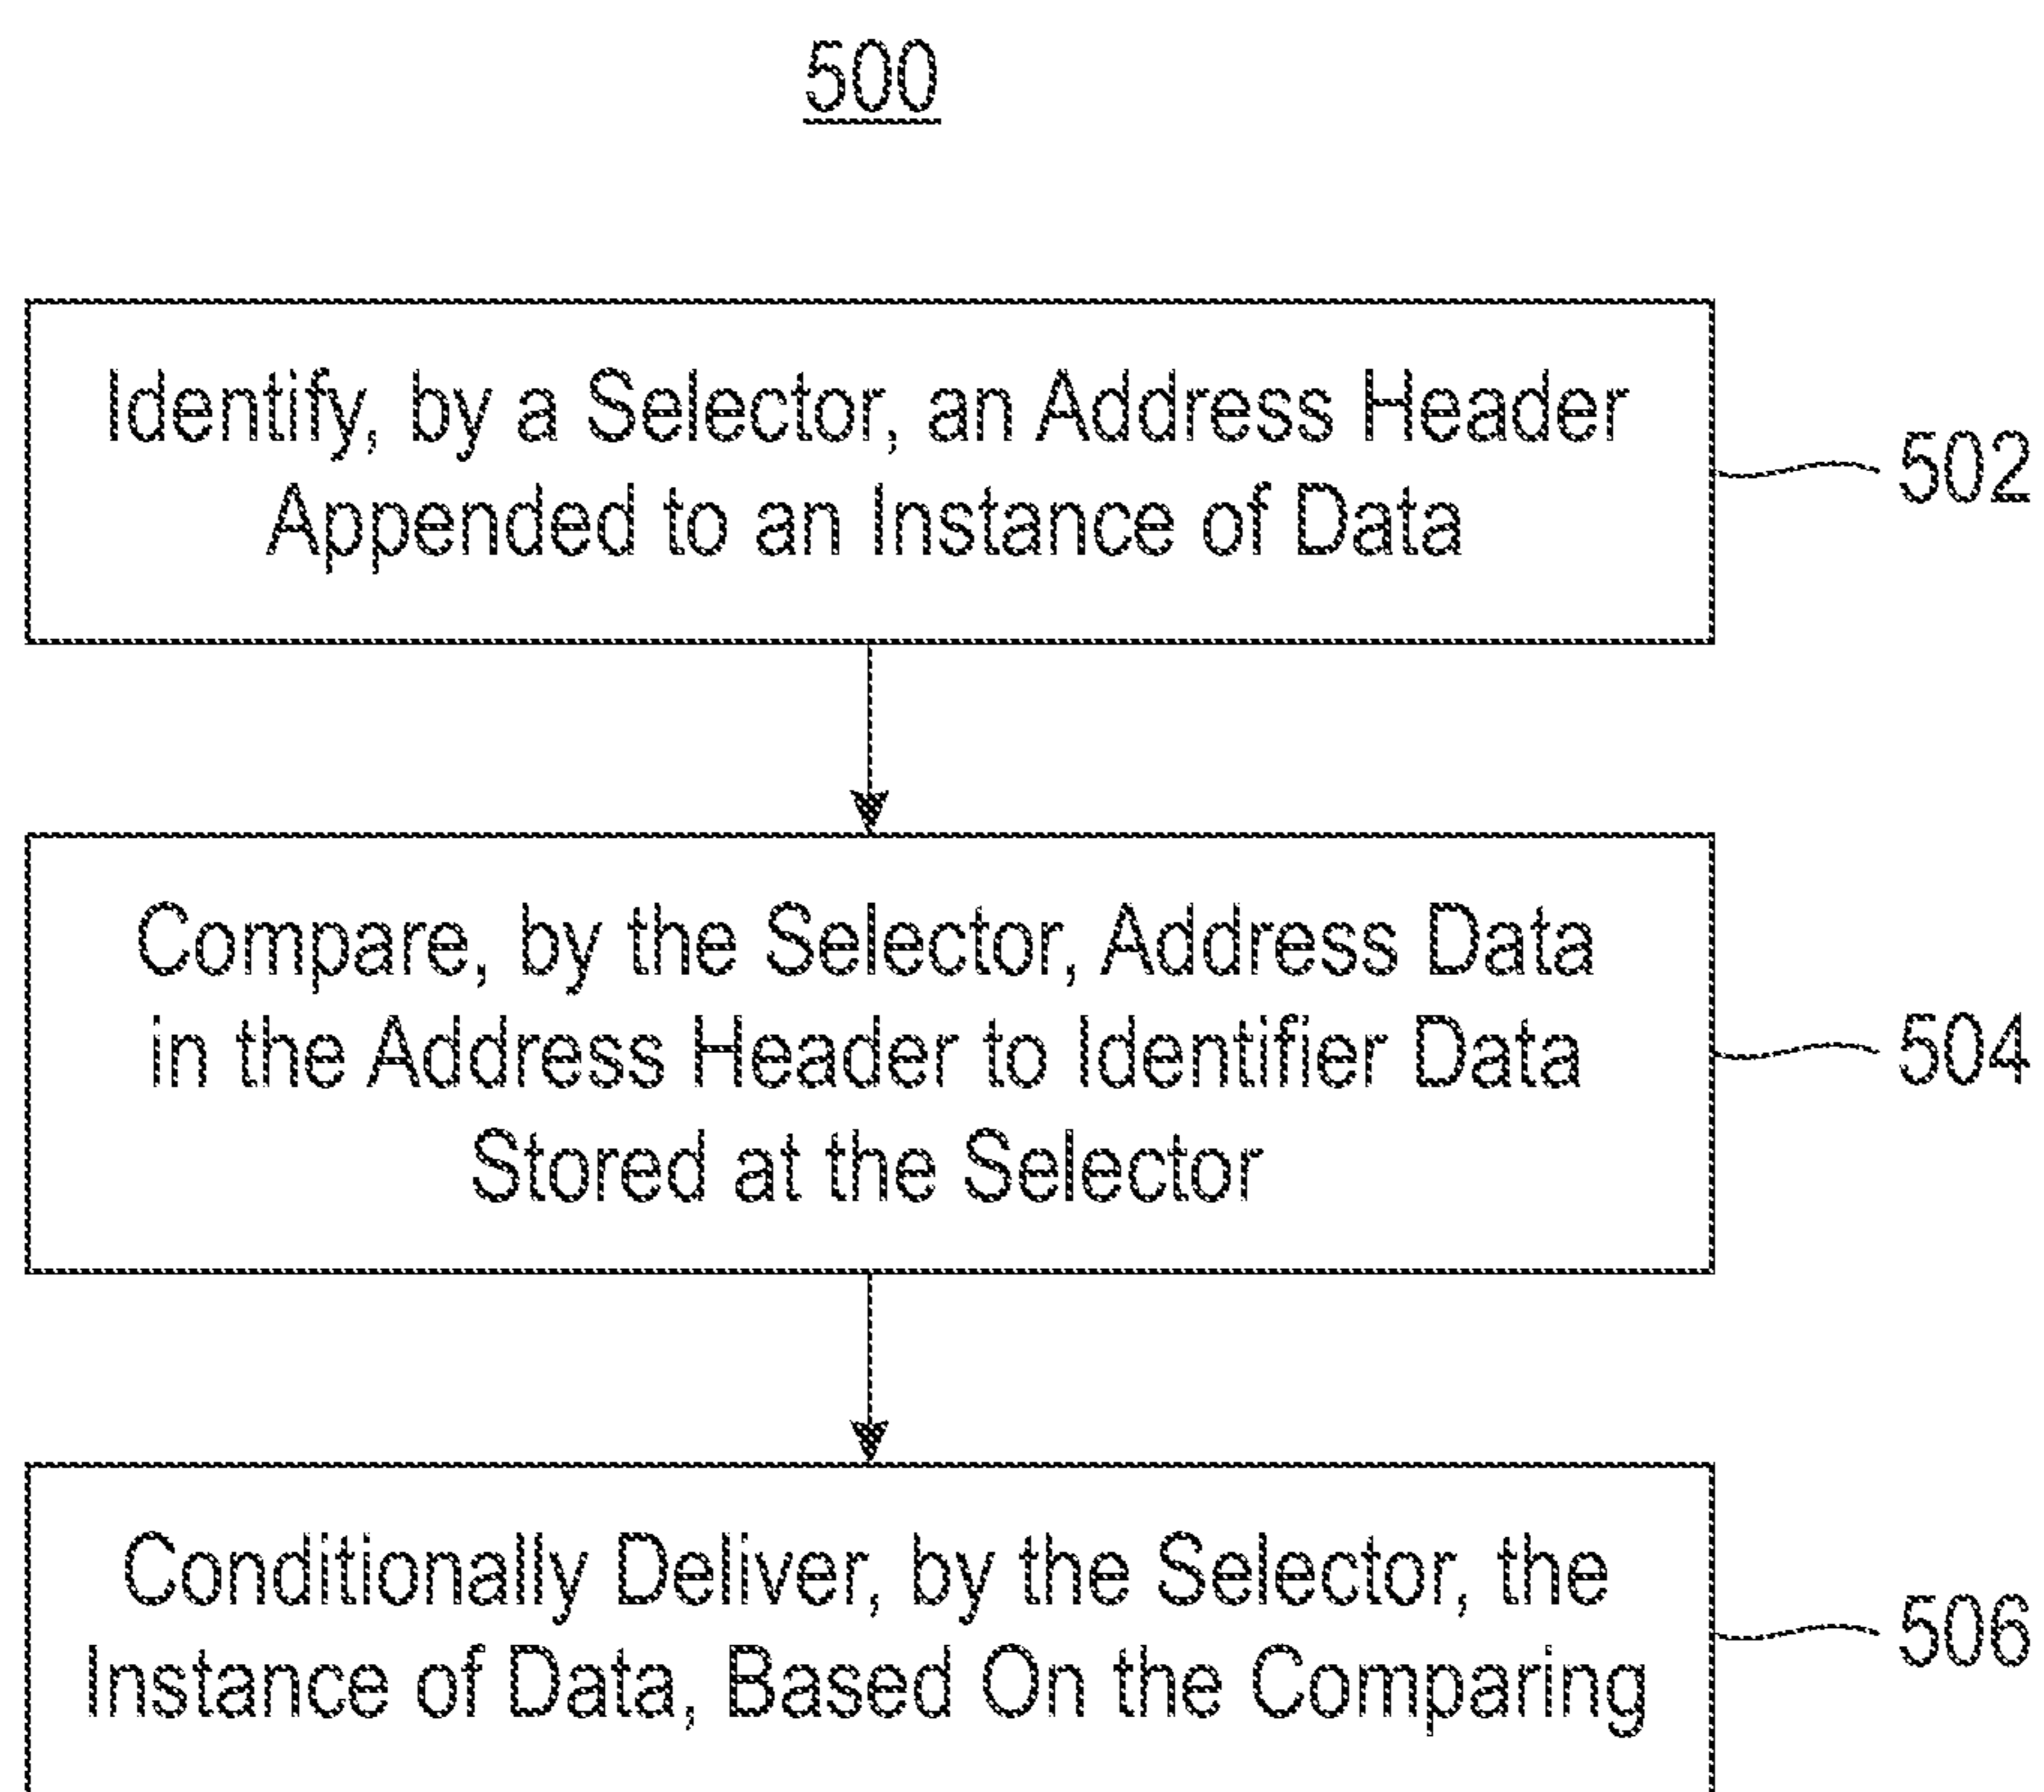 500
Identify, by a Selector, an Address Header
Appended to an Instance of Data
502
Compare, by the Selector, Address Data
in the Address Header to Identifier Data
Stored at the Selector
504
Conditionally Deliver, by the Selector, the
Instance of Data, Based On the Comparing
506